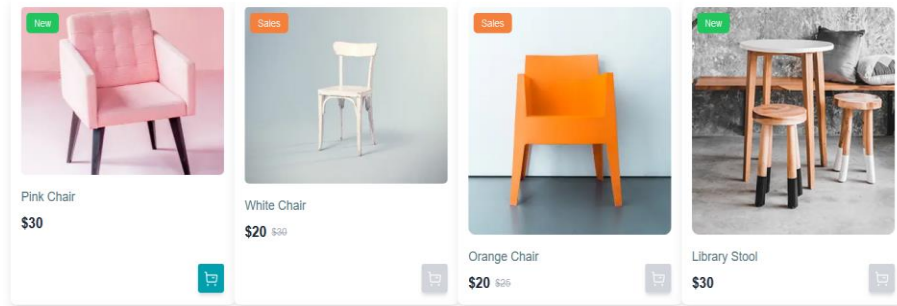 New
Pink Chair
$30
Sales
White Chair
$20 $30
Sales
Orange Chair
$20 $25
New
Library Stool
$30